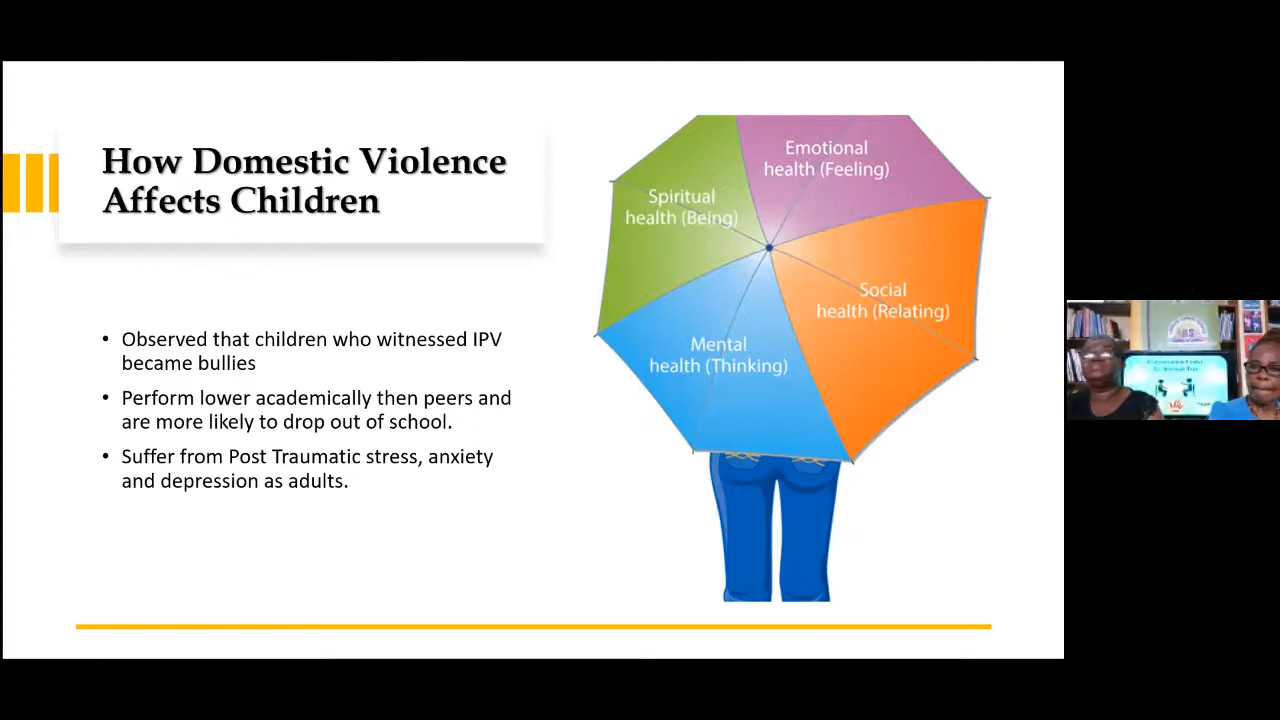 How Domestic Violence
Affects Children
• Observed that children who witnessed IPV
became bullies
• Perform lower academically then peers and
are more likely to drop out of school.
• Suffer from Post Traumatic stress, anxiety
and depression as adults.
Emotional
health (Feeling)
Spiritual
health (Being)
Social
health (Relating)
Mental
health (Thinking)